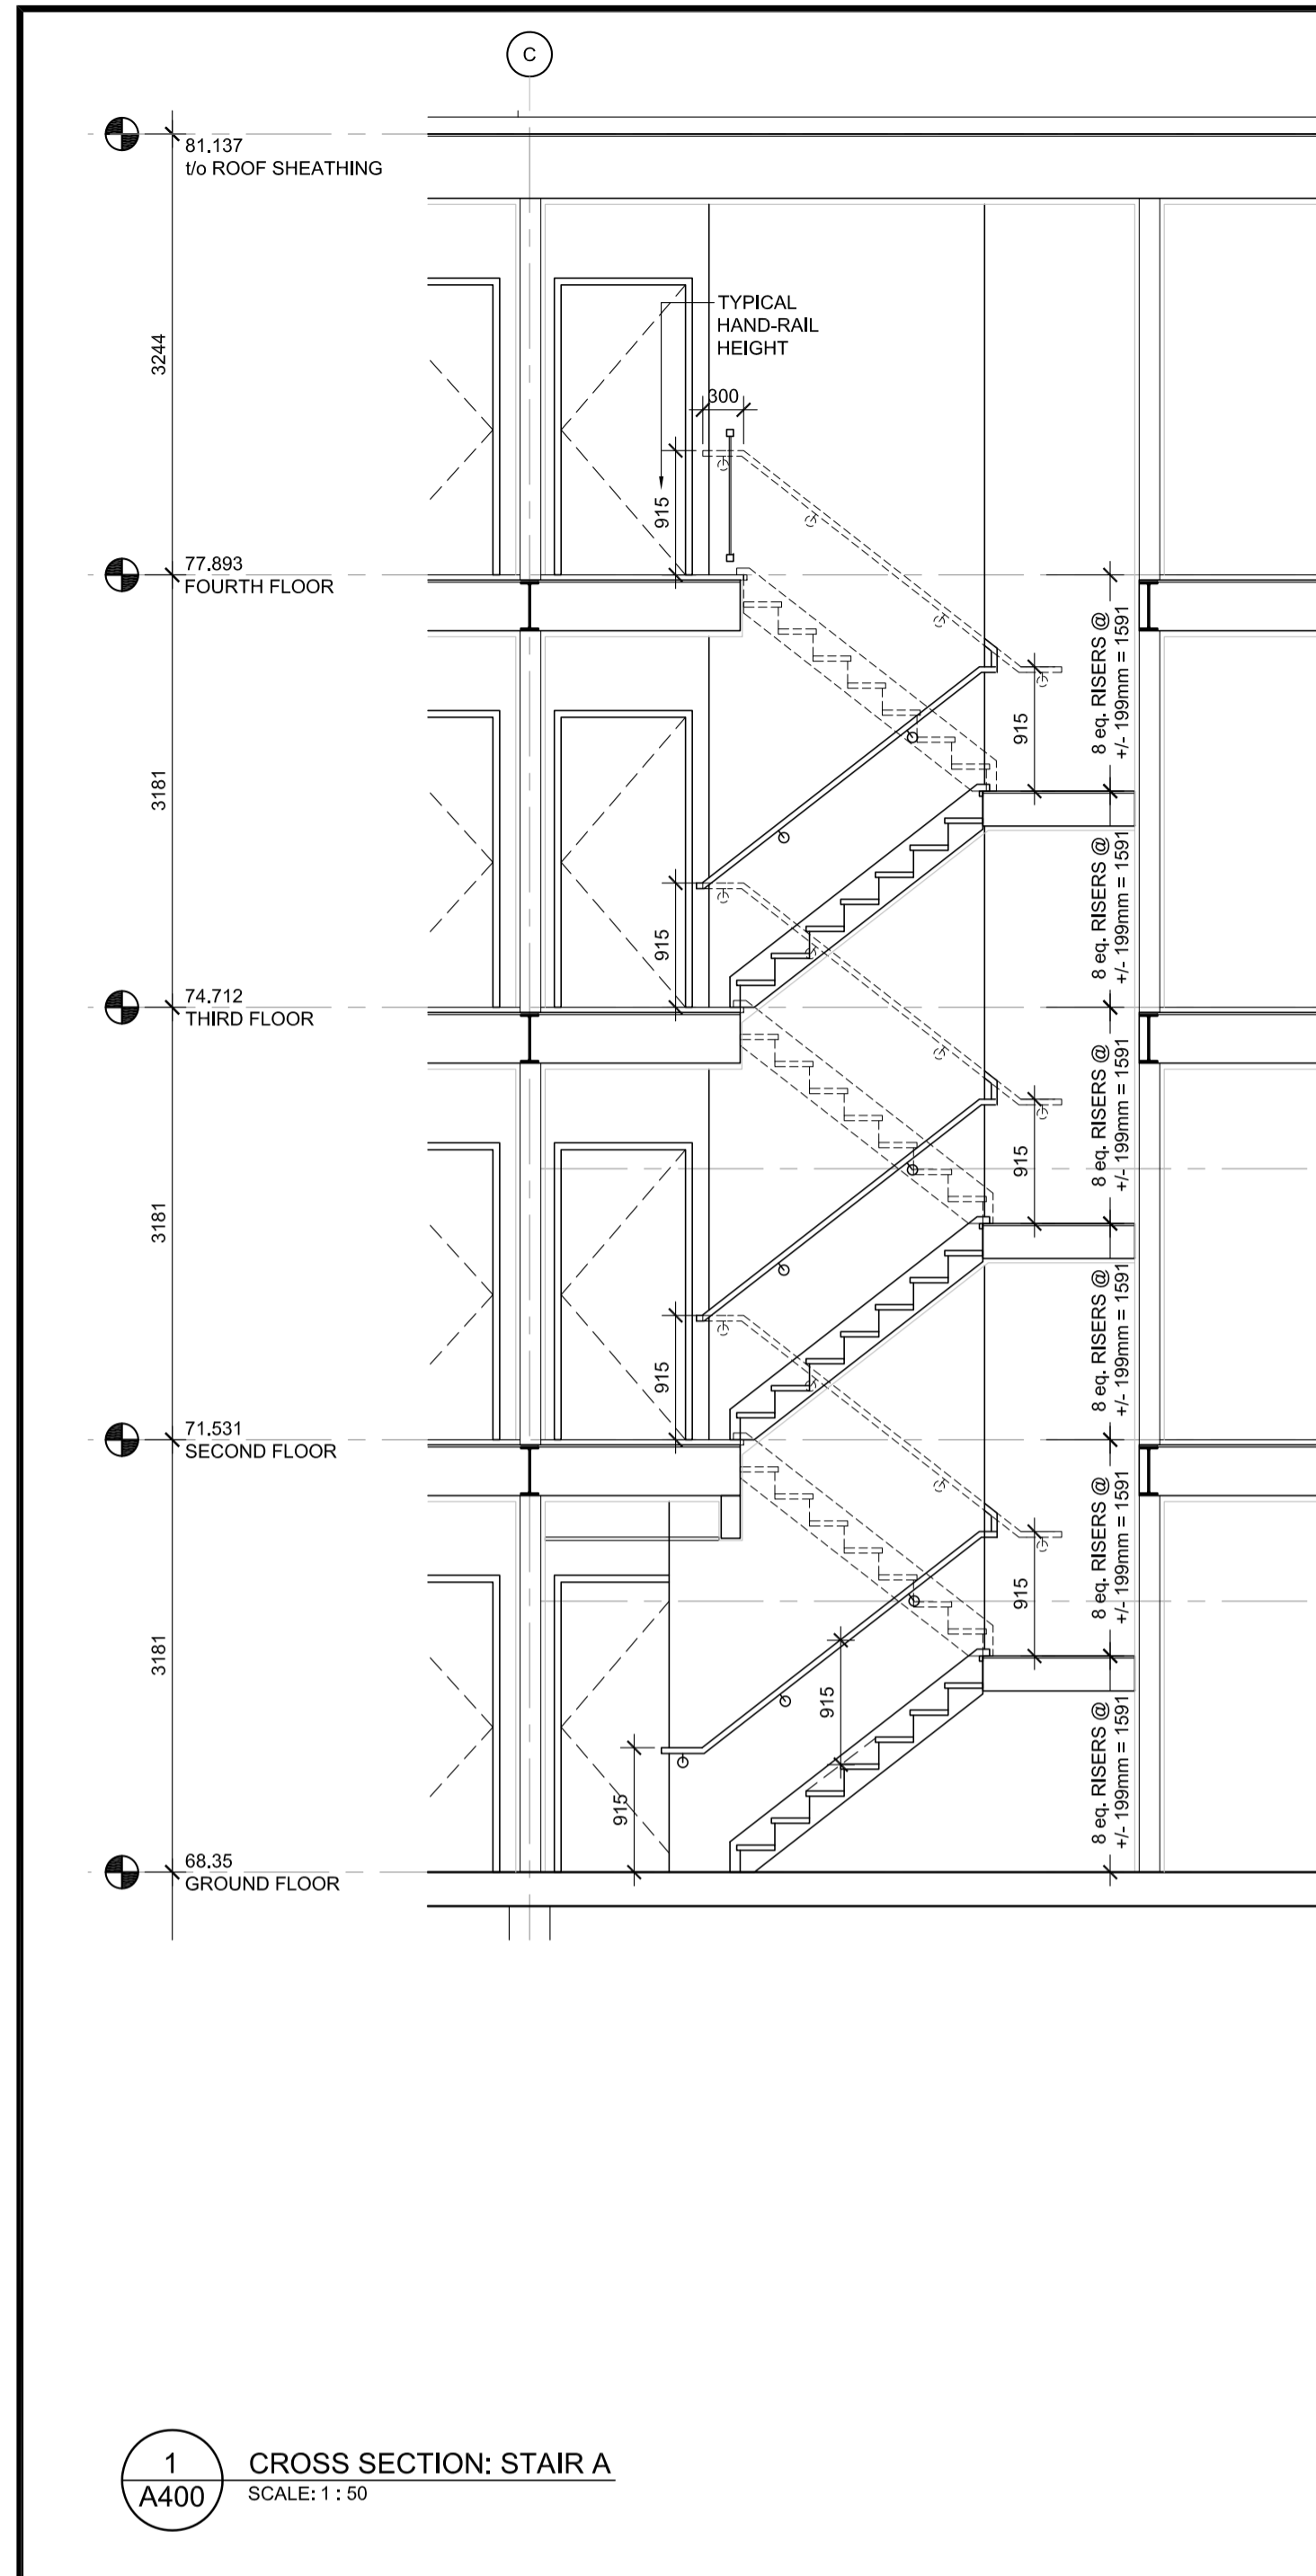 C
81.137
t/o ROOF SHEATHING
3244
TYPICAL
HAND-RAIL
HEIGHT
300
915
77.893
FOURTH FLOOR
8 eq. RISERS @
+/- 199mm = 1591
915
3181
8 eq. RISERS @
+/- 199mm = 1591
915
74.712
THIRD FLOOR
8 eq. RISERS @
+/- 199mm = 1591
915
3181
8 eq. RISERS @
+/- 199mm = 1591
915
71.531
SECOND FLOOR
8 eq. RISERS @
+/- 199mm = 1591
915
3181
915
8 eq. RISERS @
+/- 199mm = 1591
915
68.35
GROUND FLOOR
1
A400
CROSS SECTION: STAIR A
SCALE: 1 : 50